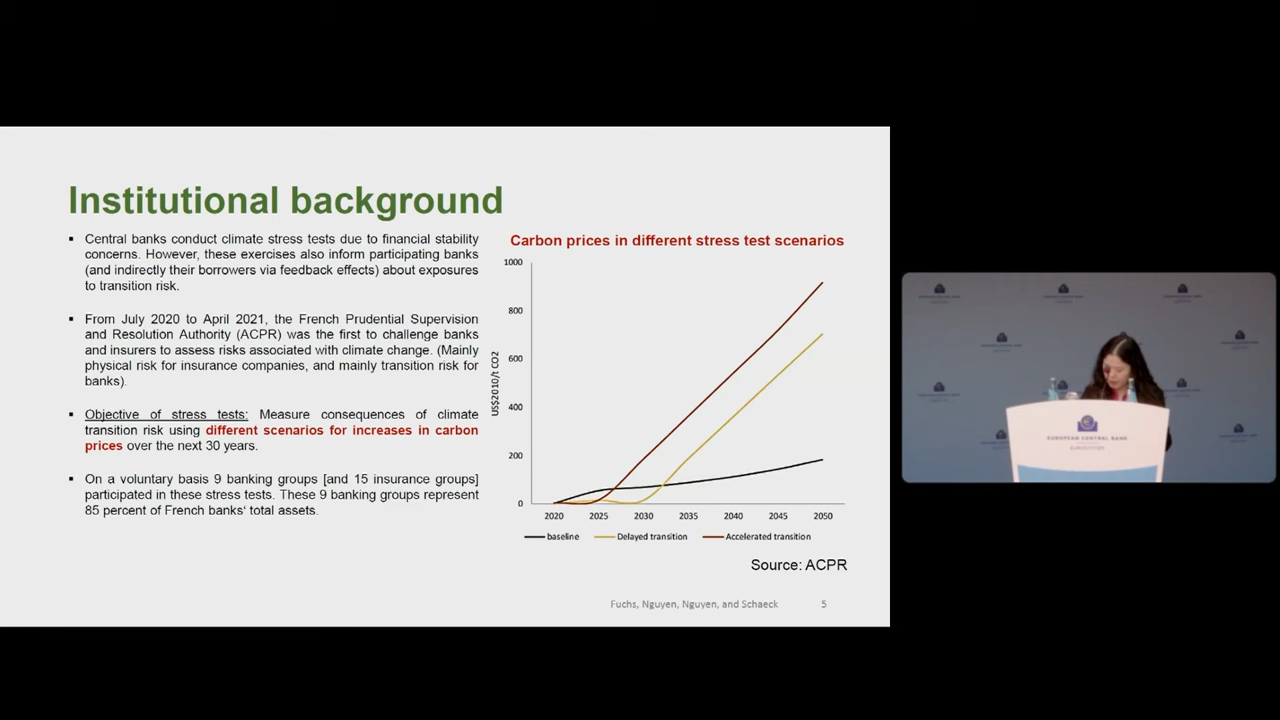 Institutional background
▪ Central banks conduct climate stress tests due to financial stability
concerns. However, these exercises also inform participating banks
(and indirectly their borrowers via feedback effects) about exposures
to transition risk.
▪ From July 2020 to April 2021, the French Prudential Supervision
and Resolution Authority (ACPR) was the first to challenge banks
and insurers to assess risks associated with climate change. (Mainly
physical risk for insurance companies, and mainly transition risk for
banks).
▪ Objective of stress tests: Measure consequences of climate
transition risk using different scenarios for increases in carbon
prices over the next 30 years.
▪ On a voluntary basis 9 banking groups [and 15 insurance groups]
participated in these stress tests. These 9 banking groups represent
85 percent of French banks‘ total assets.
Carbon prices in different stress test scenarios
1000
800
600
400
200
0
US$2010/t CO2
2020 2025 2030 2035 2040 2045 2050
baseline Delayed transition Accelerated transition
Source: ACPR
Fuchs, Nguyen, Nguyen, and Schaeck 5
EUROPEAN CENTRAL BANK
EUROSYSTEM